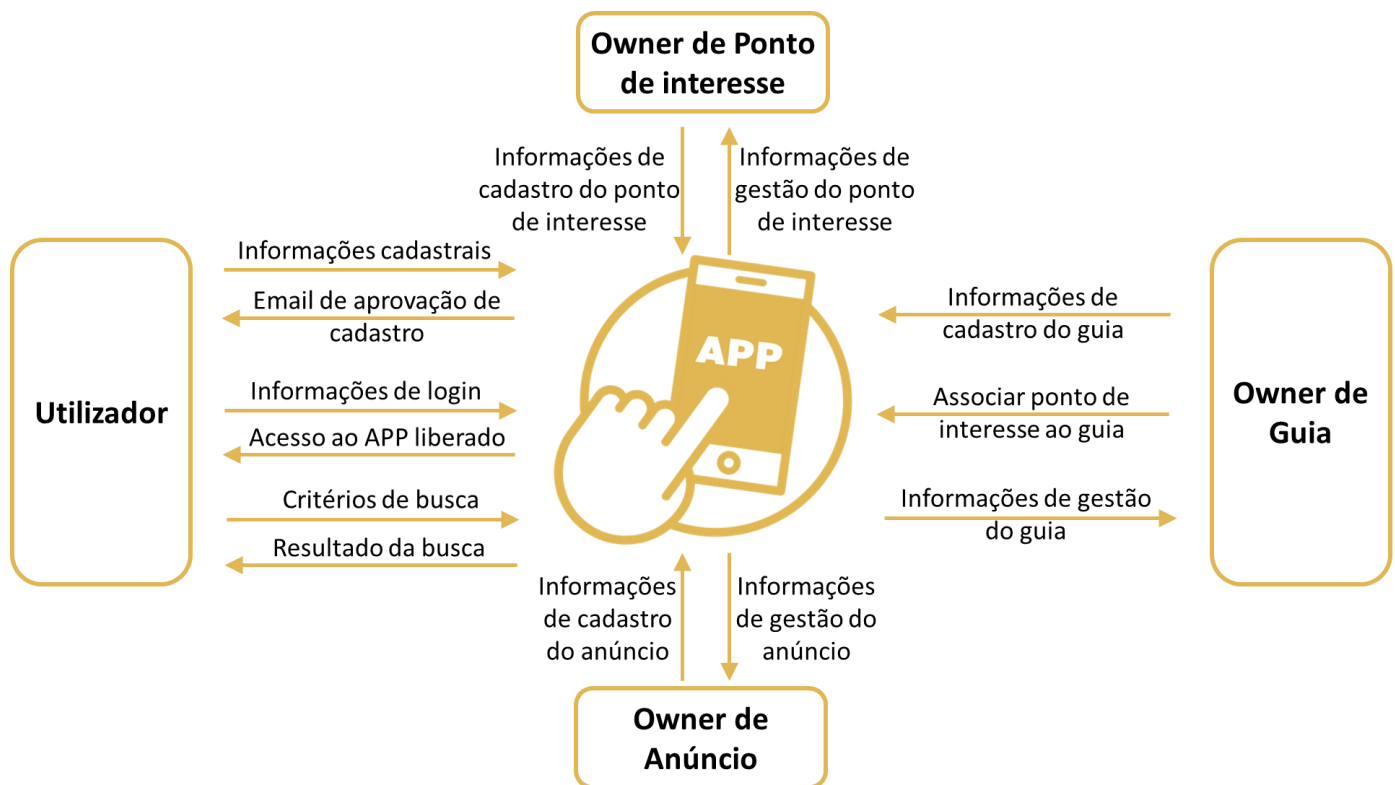 Owner de Ponto
de interesse
Informações de
cadastro do ponto
de interesse
Informações de
gestão do ponto
de interesse
Informações cadastrais
Email de aprovação de
cadastro
Informações de login
Acesso ao APP liberado
Critérios de busca
Resultado da busca
Utilizador
APP
Informações de
cadastro do guia
Associar ponto de
interesse ao guia
Informações de gestão
do guia
Owner de
Guia
Informações
de cadastro
do anúncio
Informações
de gestão do
anúncio
Owner de
Anúncio